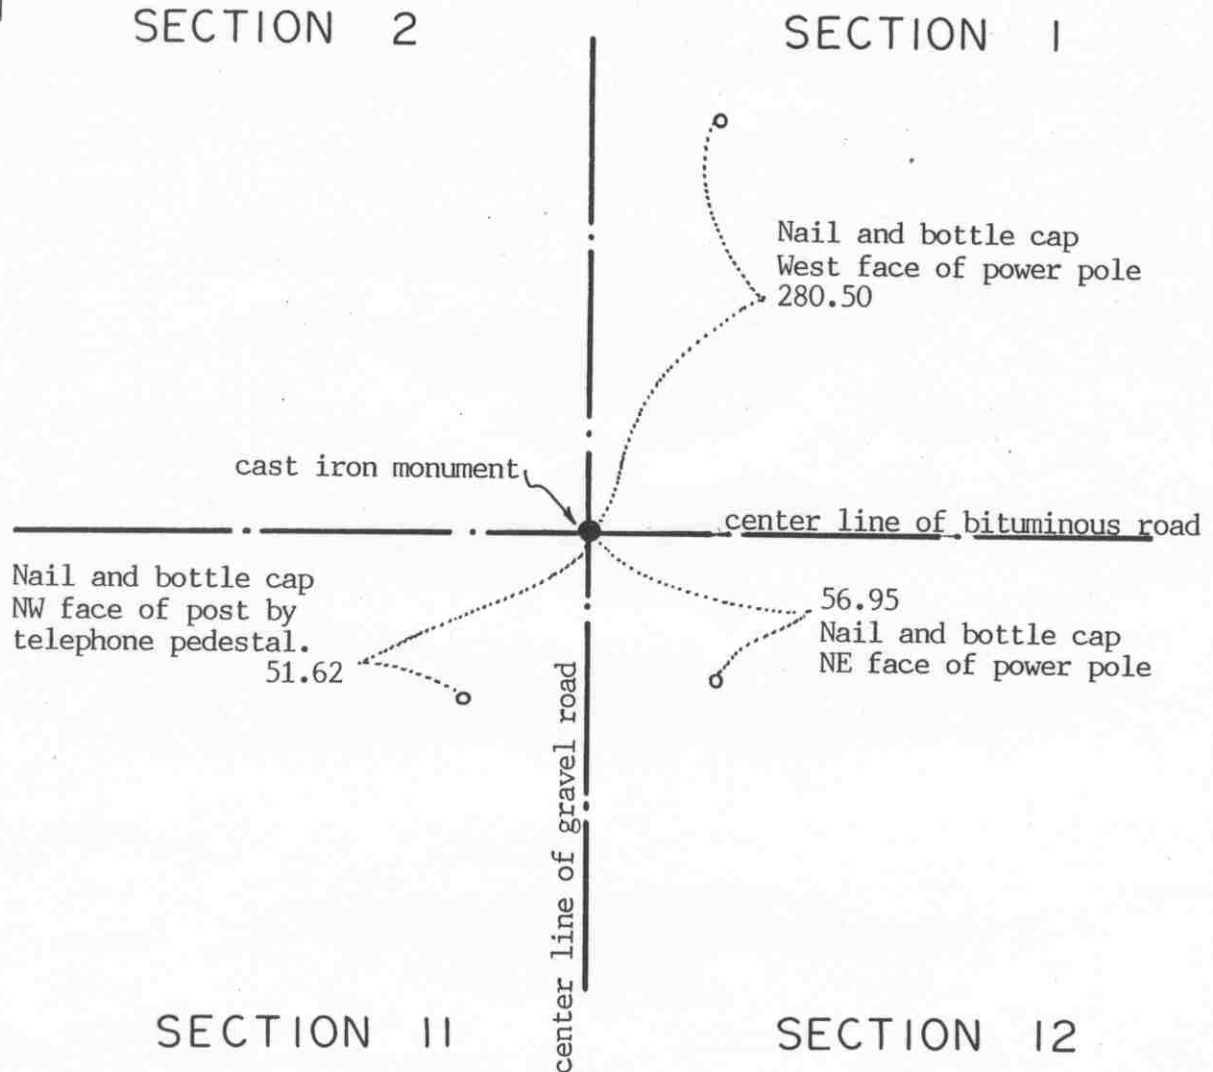 SECTION 2
SECTION 1
Nail and bottle cap
West face of power pole
280.50
cast iron monument
center line of bituminous road
Nail and bottle cap
NW face of post by
telephone pedestal.
51.62
56.95
Nail and bottle cap
NE face of power pole
center line of gravel road
SECTION 11
SECTION 12